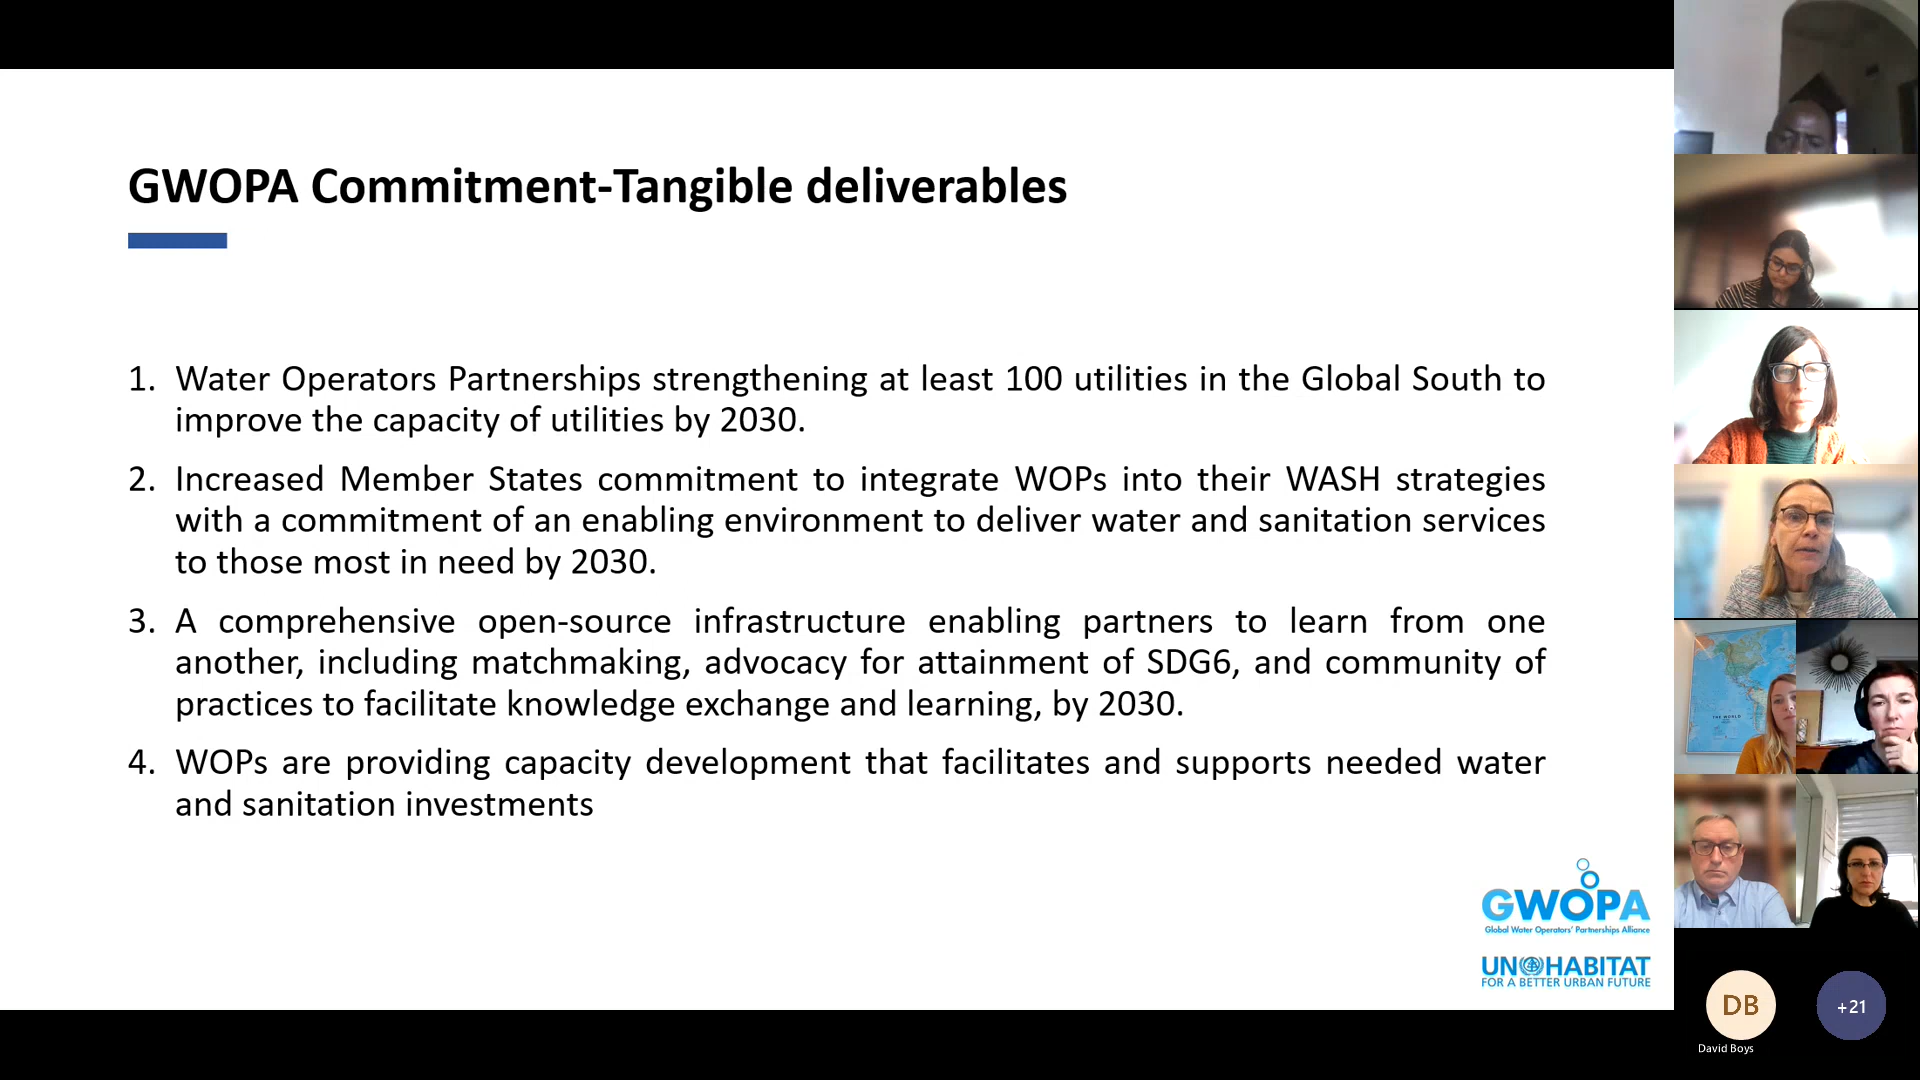 GWOPA Commitment-Tangible deliverables
1. Water Operators Partnerships strengthening at least 100 utilities in the Global South to
improve the capacity of utilities by 2030.
2. Increased Member States commitment to integrate WOPs into their WASH strategies
with a commitment of an enabling environment to deliver water and sanitation services
to those most in need by 2030.
3. A comprehensive open-source infrastructure enabling partners to learn from one
another, including matchmaking, advocacy for attainment of SDG6, and community of
practices to facilitate knowledge exchange and learning, by 2030.
4. WOPs are providing capacity development that facilitates and supports needed water
and sanitation investments
GWOPA
Global Water Operators' Partnerships Alliance
UN HABITAT
FOR A BETTER URBAN FUTURE
THE WORLD
DB
+21
David Boys